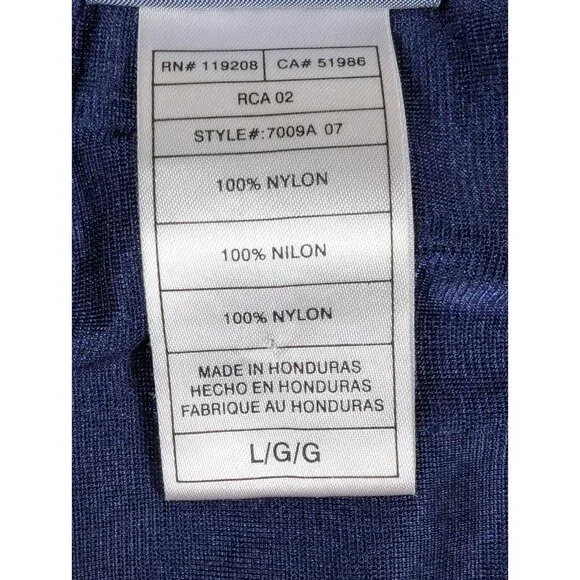 RN# 119208 CA# 51986
RCA 02
STYLE#:7009A 07
100% NYLON
100% NILON
100% NYLON
MADE IN HONDURAS
HECHO EN HONDURAS
FABRIQUE AU HONDURAS
L/G/G